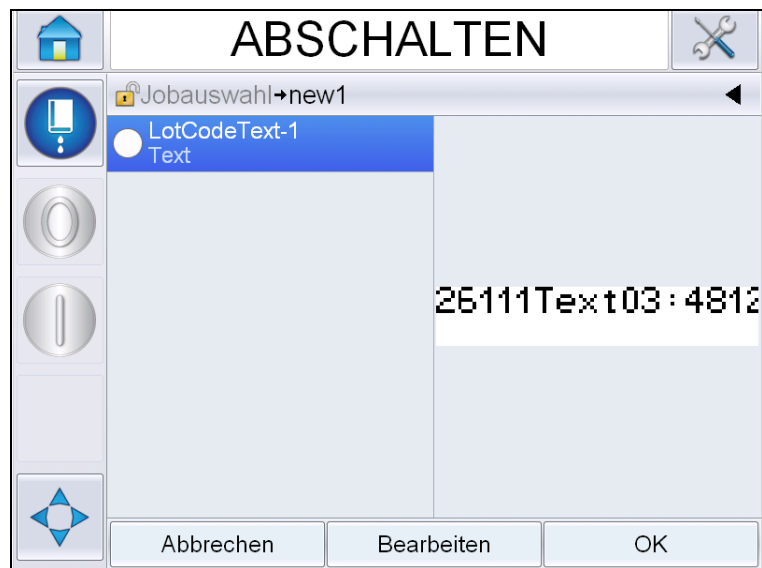 ABSCHALTEN
Jobauswahl→new1
LotCodeText-1
Text
26111Text03:4812
Abbrechen
Bearbeiten
OK